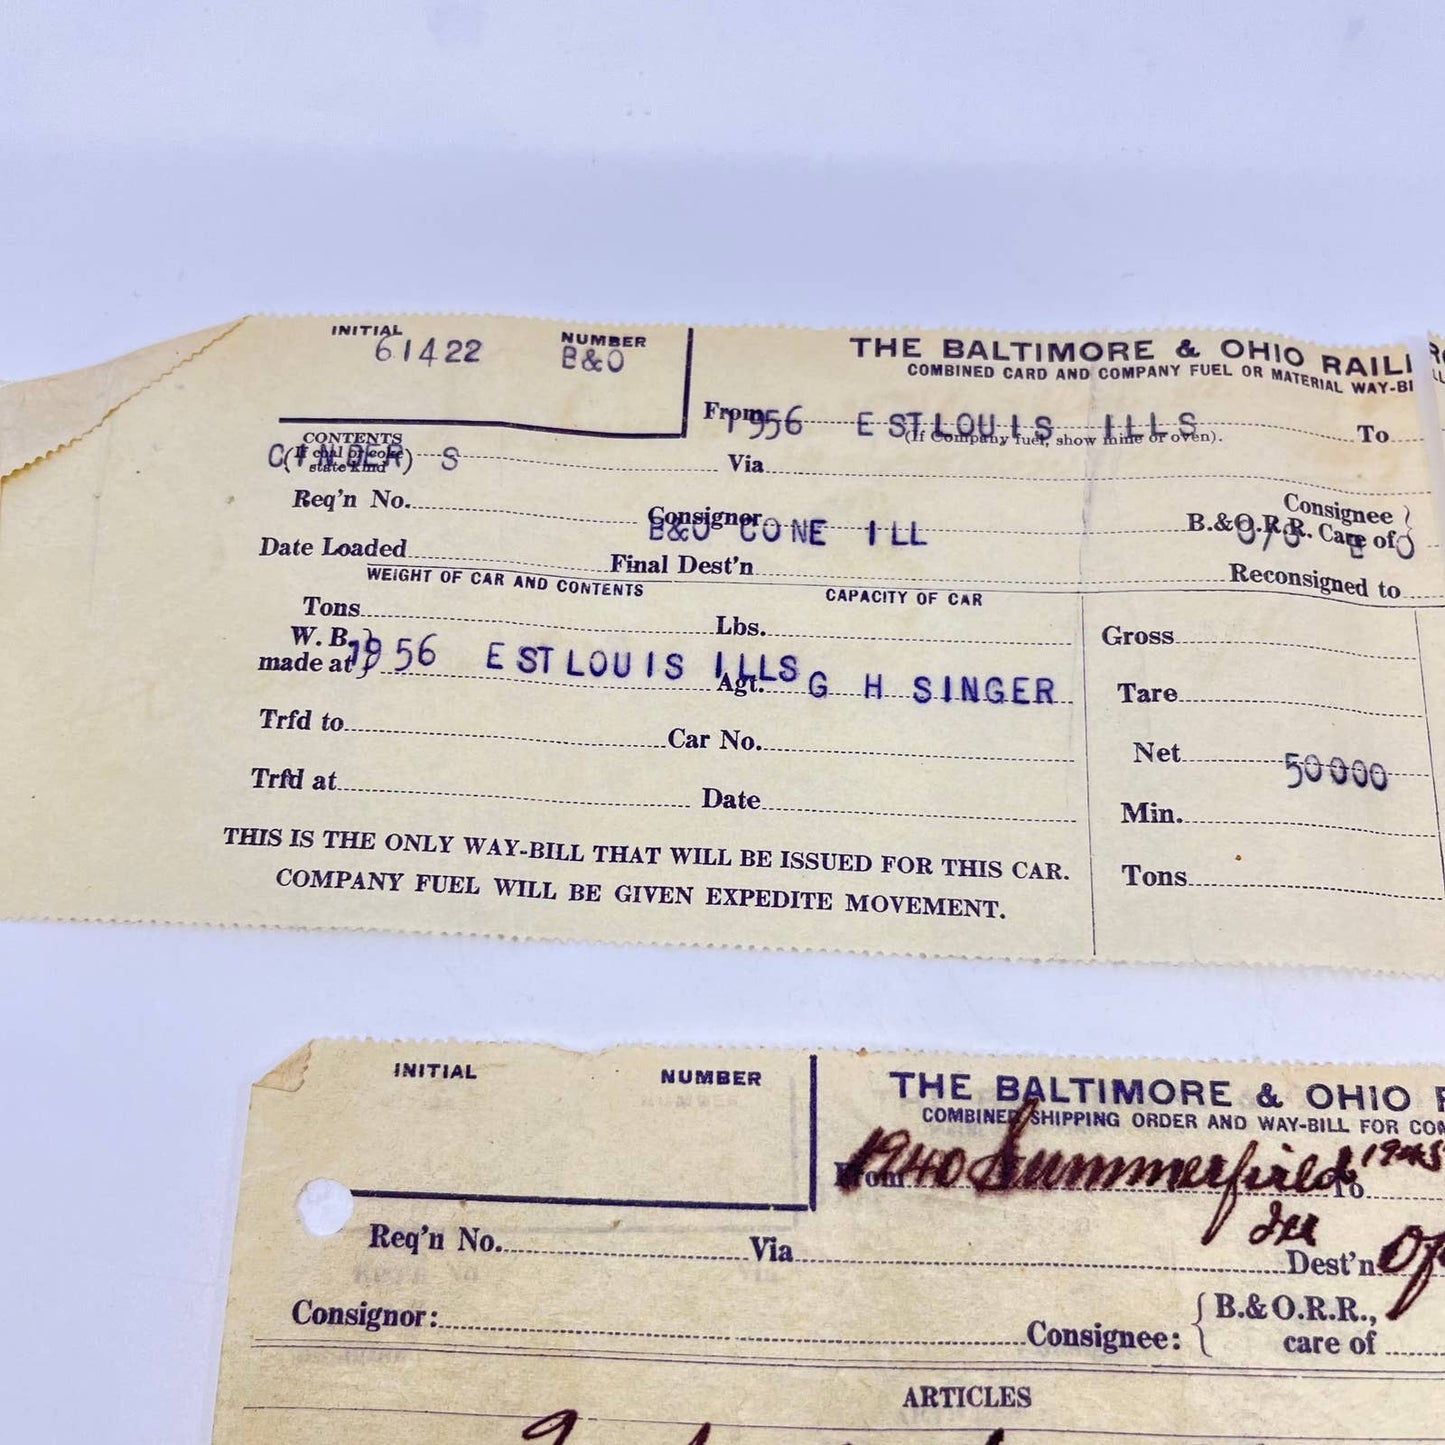 INITIAL NUMBER
61422 B&O
THE BALTIMORE & OHIO RAIL
COMBINED CARD AND COMPANY FUEL OR MATERIAL WAY-BI
From 1956 E ST LOUIS ILLS To
(If Company fuel, show mine or oven).
CONTENTS
(If coal or coke)
state kind
CINDER S Via
Req'n No. Consignor B&O CONE ILL Consignee
B.&O.R.R. Care of
Date Loaded Final Dest'n Reconsigned to
WEIGHT OF CAR AND CONTENTS CAPACITY OF CAR
Tons Lbs. Gross
W. B.
made at 1956 E ST LOUIS ILLS Agt. G H SINGER Tare
Trfd to Car No. Net 50000
Trfd at Date Min.
THIS IS THE ONLY WAY-BILL THAT WILL BE ISSUED FOR THIS CAR. Tons
COMPANY FUEL WILL BE GIVEN EXPEDITE MOVEMENT.
INITIAL NUMBER
THE BALTIMORE & OHIO
COMBINED SHIPPING ORDER AND WAY-BILL FOR COM
From 1940 Summerfield To
Ill
Req'n No. Via Dest'n
Consignor: Consignee: B.&O.R.R.,
care of
ARTICLES